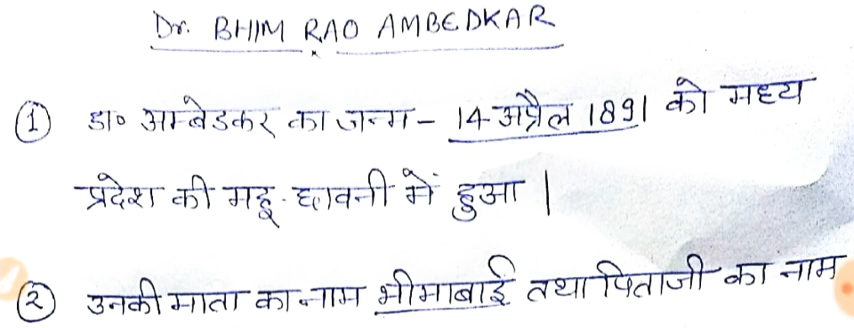 Dr. BHIM RAO AMBEDKAR
① डा० अम्बेडकर का जन्म - 14-अप्रैल 1891 को मध्य
प्रदेश की महू-छावनी में हुआ |
② उनकी माता का नाम भीमाबाई तथा पिताजी का नाम